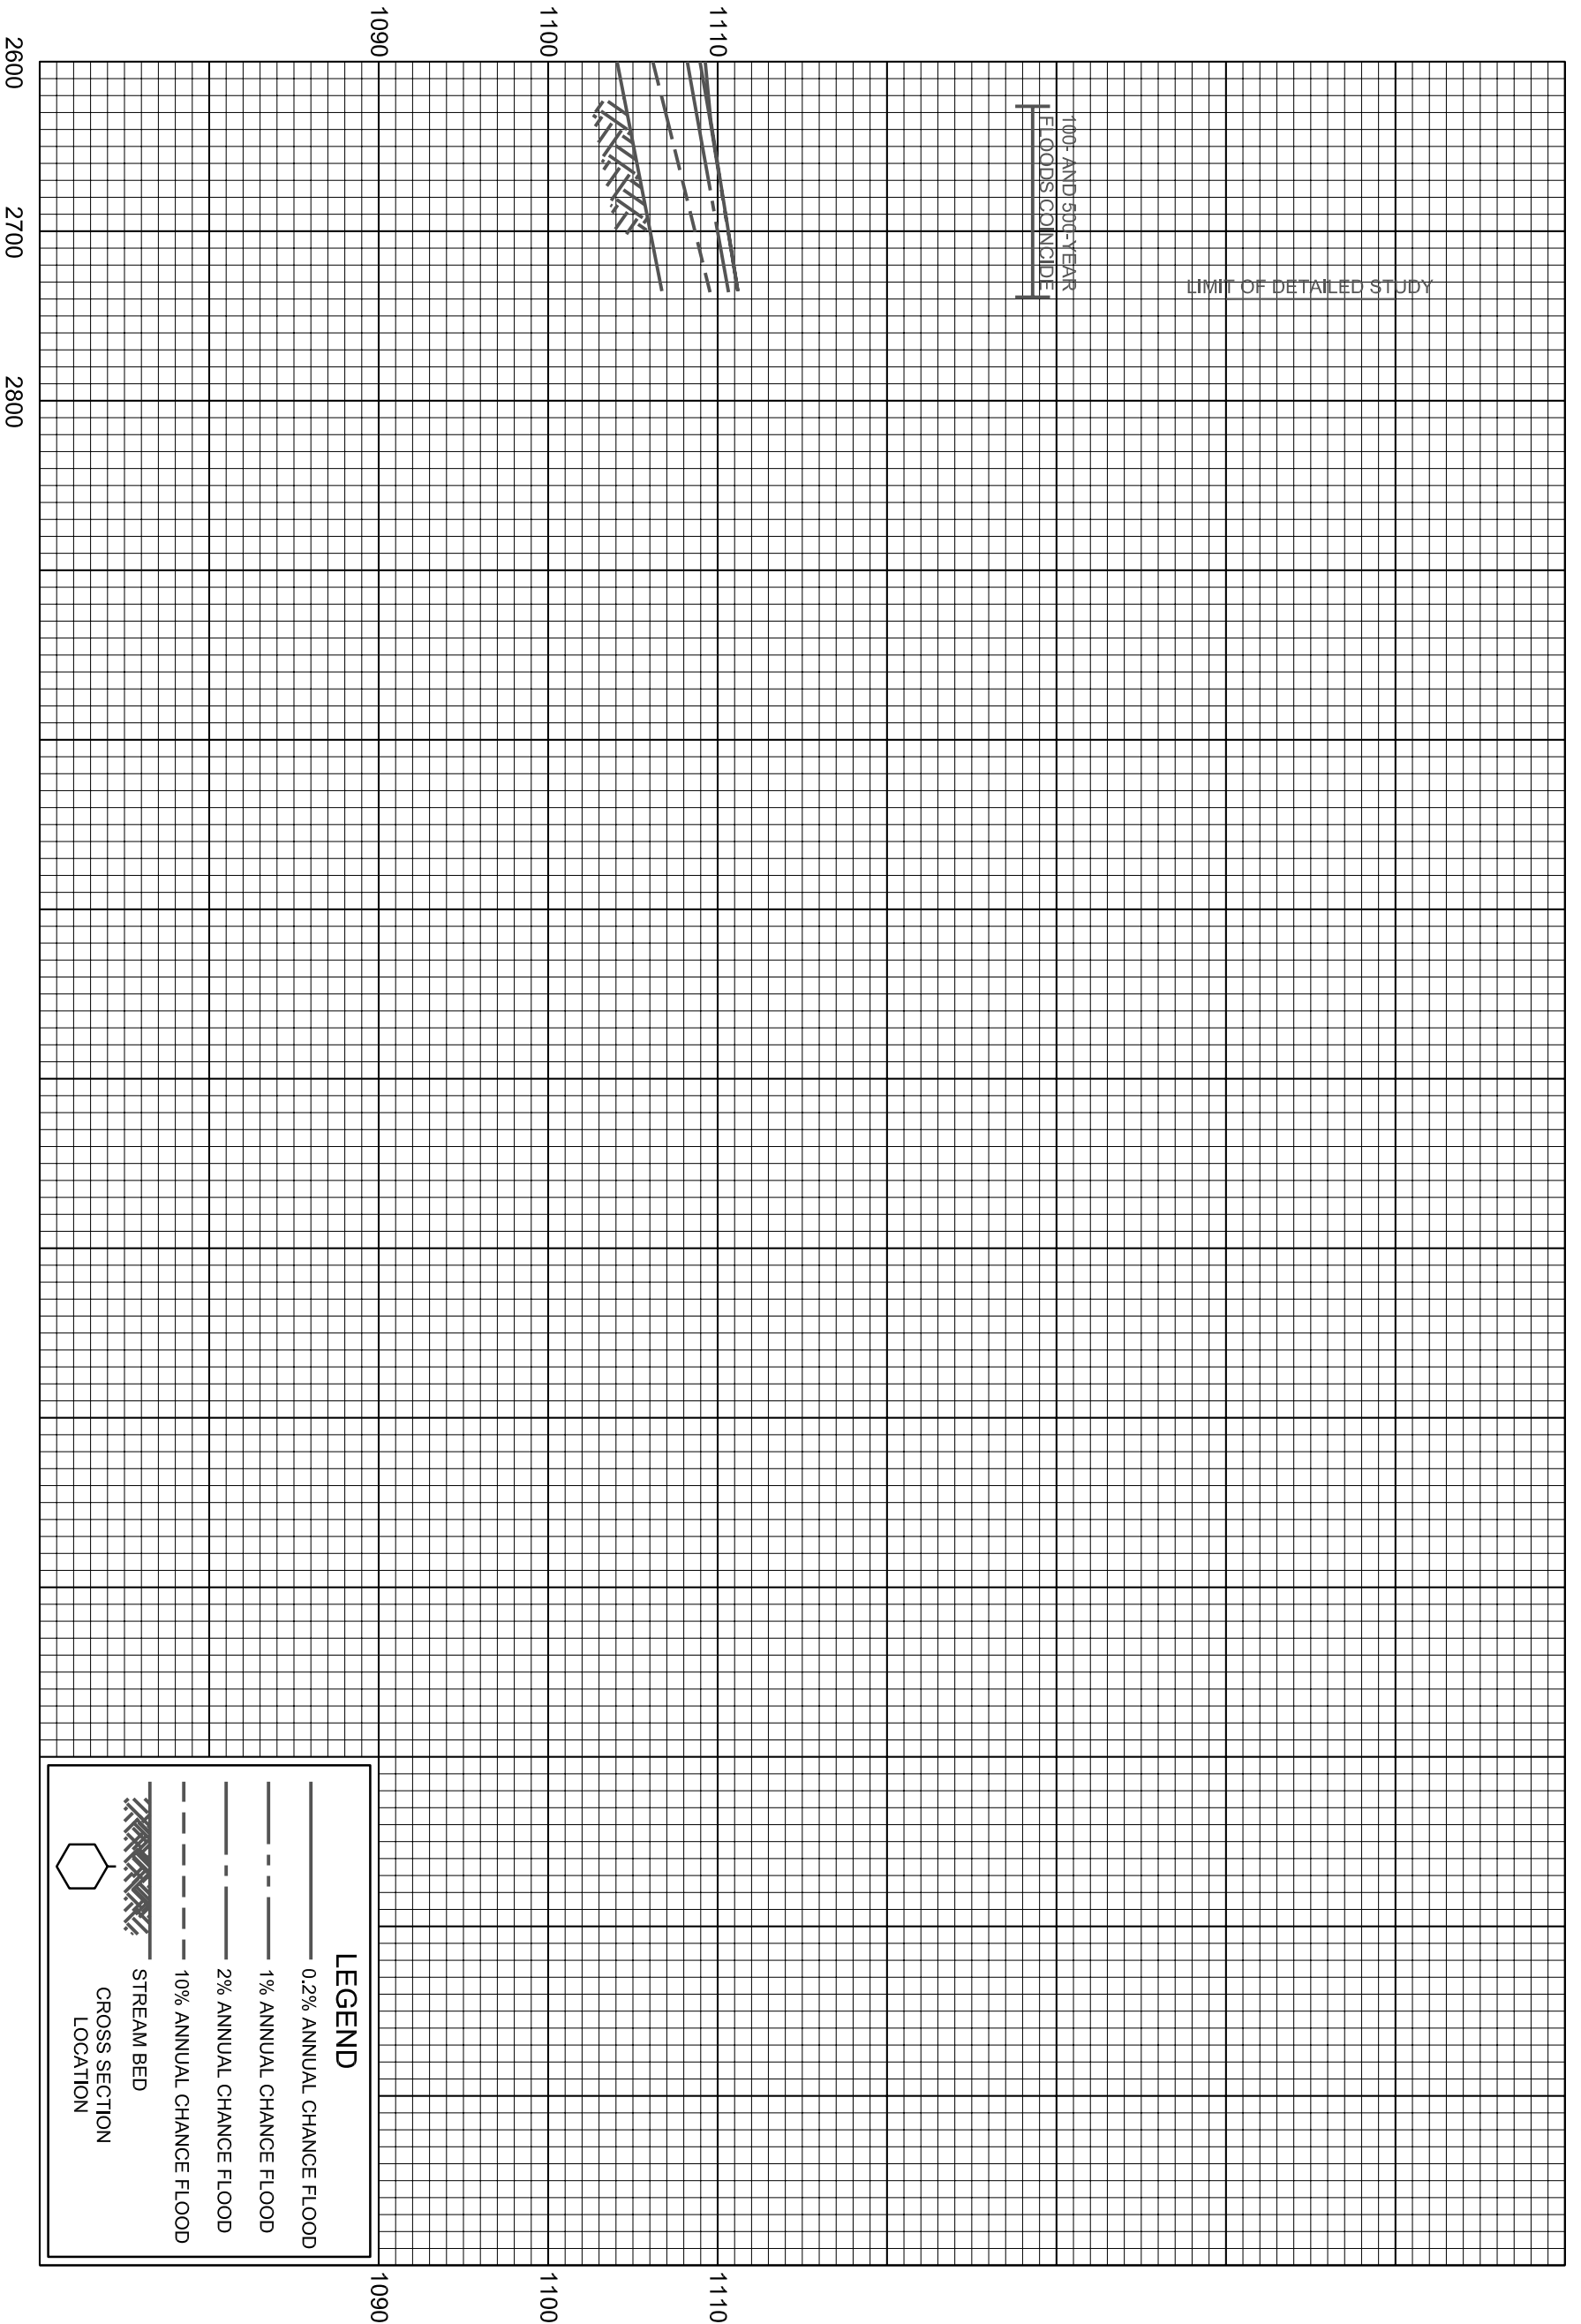 LIMIT OF DETAILED STUDY
100- AND 500-YEAR
FLOODS COINCIDE
1110
1110
1100
1100
1090
1090
2600
2700
2800
LEGEND
0.2% ANNUAL CHANCE FLOOD
1% ANNUAL CHANCE FLOOD
2% ANNUAL CHANCE FLOOD
10% ANNUAL CHANCE FLOOD
STREAM BED
CROSS SECTION
LOCATION